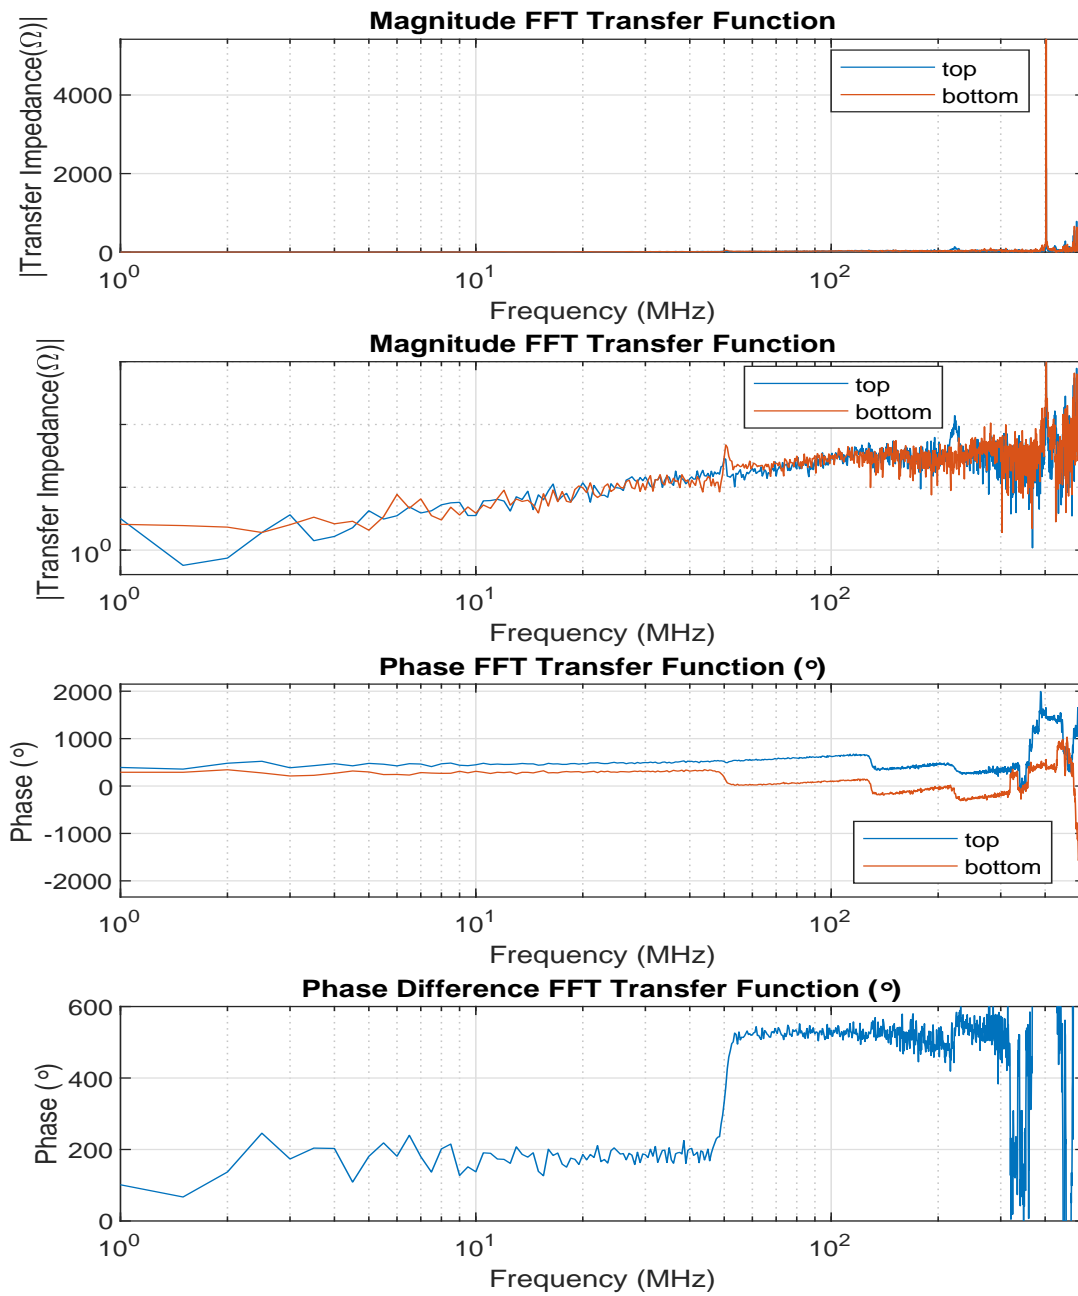 Magnitude FFT Transfer Function
|Transfer Impedance(Ω)|
4000
2000
0
top
bottom
10^0
10^1
10^2
Frequency (MHz)
Magnitude FFT Transfer Function
|Transfer Impedance(Ω)|
10^0
top
bottom
10^0
10^1
10^2
Frequency (MHz)
Phase FFT Transfer Function (°)
Phase (°)
2000
1000
0
-1000
-2000
top
bottom
10^0
10^1
10^2
Frequency (MHz)
Phase Difference FFT Transfer Function (°)
Phase (°)
600
400
200
0
10^0
10^1
10^2
Frequency (MHz)